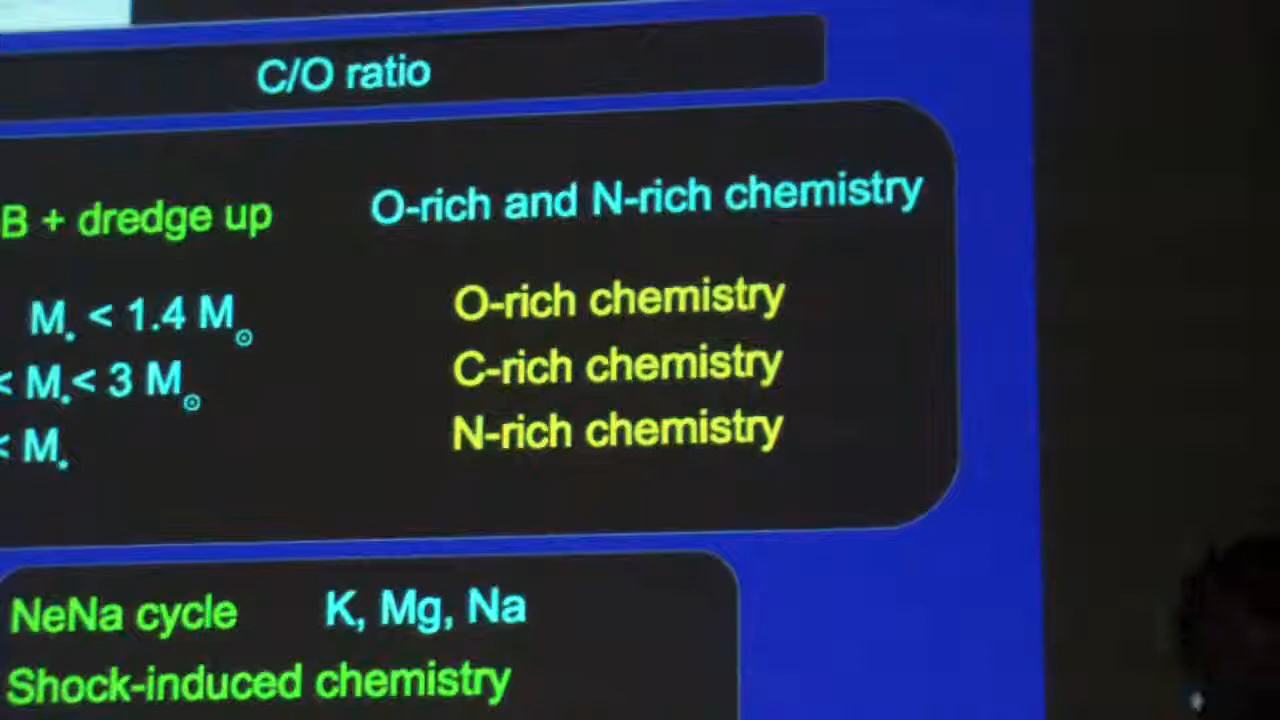 C/O ratio
B + dredge up O-rich and N-rich chemistry
M* < 1.4 M☉ O-rich chemistry
< M* < 3 M☉ C-rich chemistry
< M* N-rich chemistry
NeNa cycle K, Mg, Na
Shock-induced chemistry